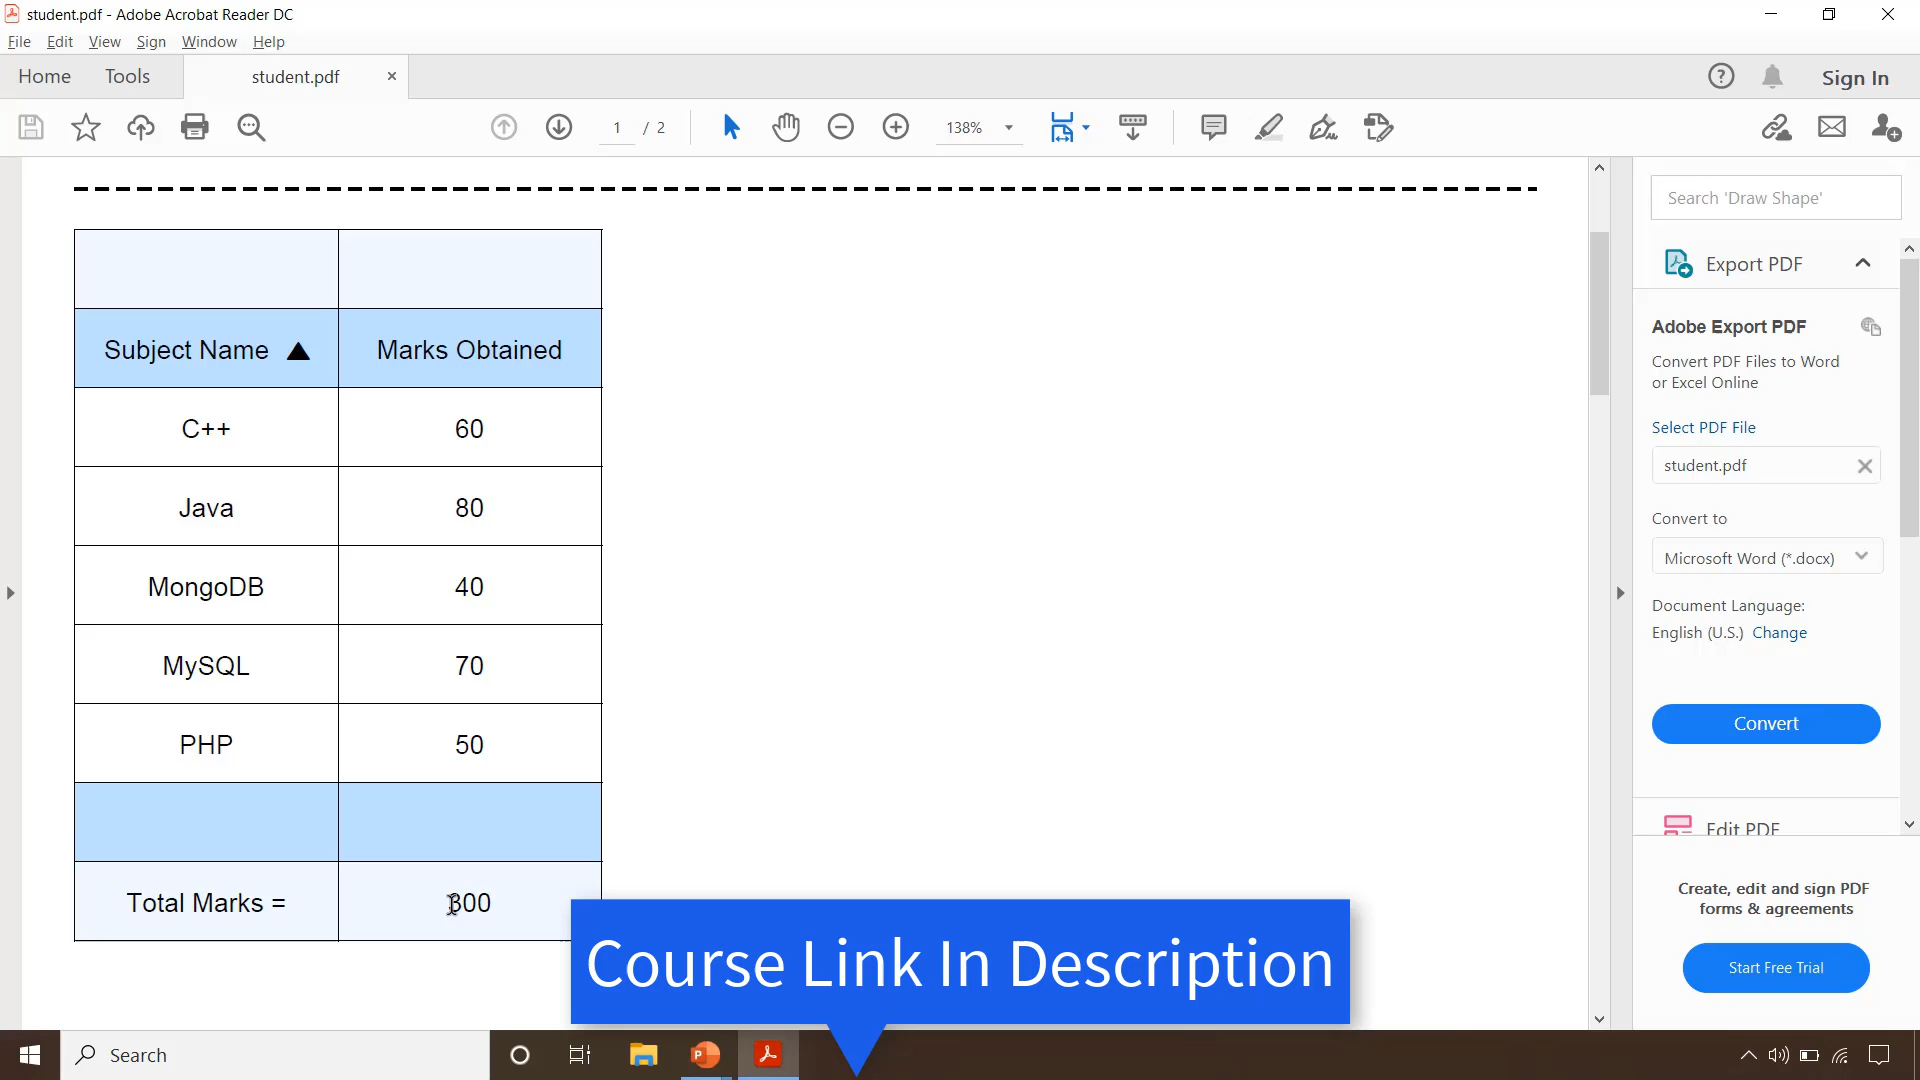 student.pdf - Adobe Acrobat Reader DC
File Edit View Sign Window Help
Home Tools student.pdf × Sign In
1 / 2 138%
Search 'Draw Shape'
Export PDF
Adobe Export PDF
Convert PDF Files to Word
or Excel Online
Select PDF File
student.pdf
Convert to
Microsoft Word (*.docx)
Document Language:
English (U.S.) Change
Convert
Edit PDF
Create, edit and sign PDF
forms & agreements
Start Free Trial
Subject Name ▲ Marks Obtained
C++ 60
Java 80
MongoDB 40
MySQL 70
PHP 50
Total Marks = 300
Course Link In Description
Search